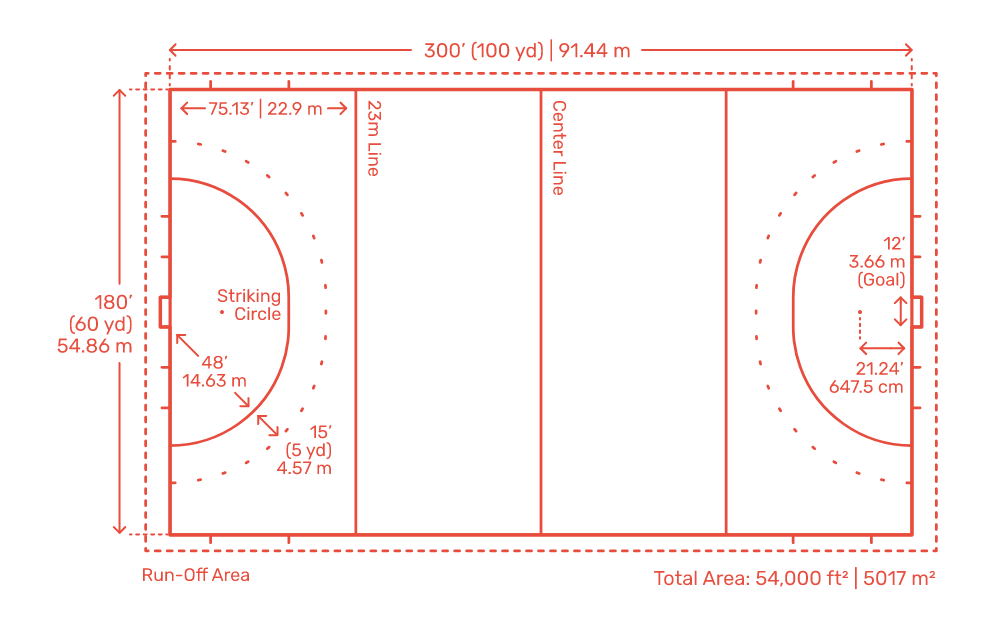 300′ (100 yd) | 91.44 m
75.13′ | 22.9 m
23m Line
Center Line
12′
3.66 m
(Goal)
Striking
Circle
180′
(60 yd)
54.86 m
48′
14.63 m
21.24′
647.5 cm
15′
(5 yd)
4.57 m
Run-Off Area
Total Area: 54,000 ft² | 5017 m²